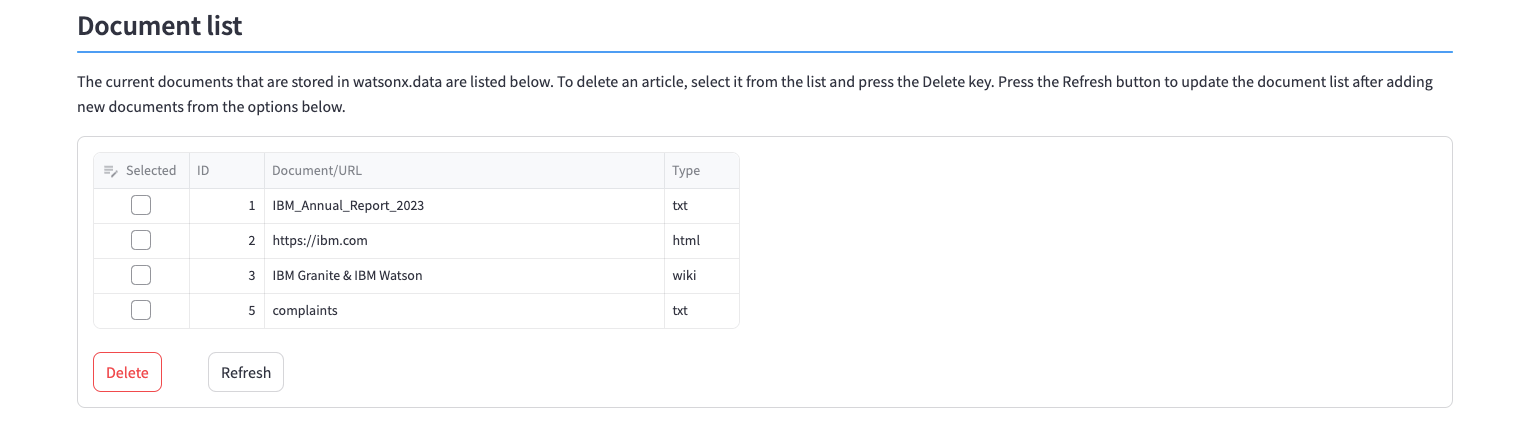 Document list
The current documents that are stored in watsonx.data are listed below. To delete an article, select it from the list and press the Delete key. Press the Refresh button to update the document list after adding
new documents from the options below.
Selected ID Document/URL Type
1 IBM_Annual_Report_2023 txt
2 https://ibm.com html
3 IBM Granite & IBM Watson wiki
5 complaints txt
Delete Refresh